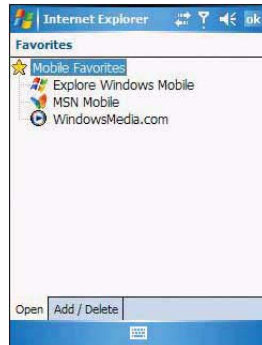 Internet Explorer ok
Favorites
Mobile Favorites
Explore Windows Mobile
MSN Mobile
WindowsMedia.com
Open Add / Delete